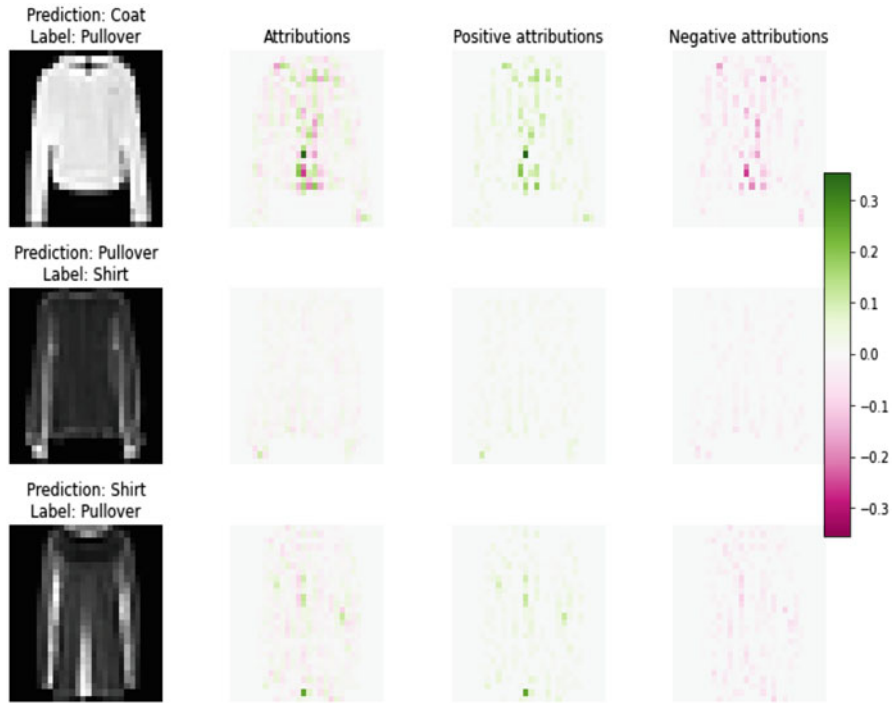 Prediction: Coat
Label: Pullover
Attributions
Positive attributions
Negative attributions
Prediction: Pullover
Label: Shirt
Prediction: Shirt
Label: Pullover
0.3
0.2
0.1
0.0
−0.1
−0.2
−0.3